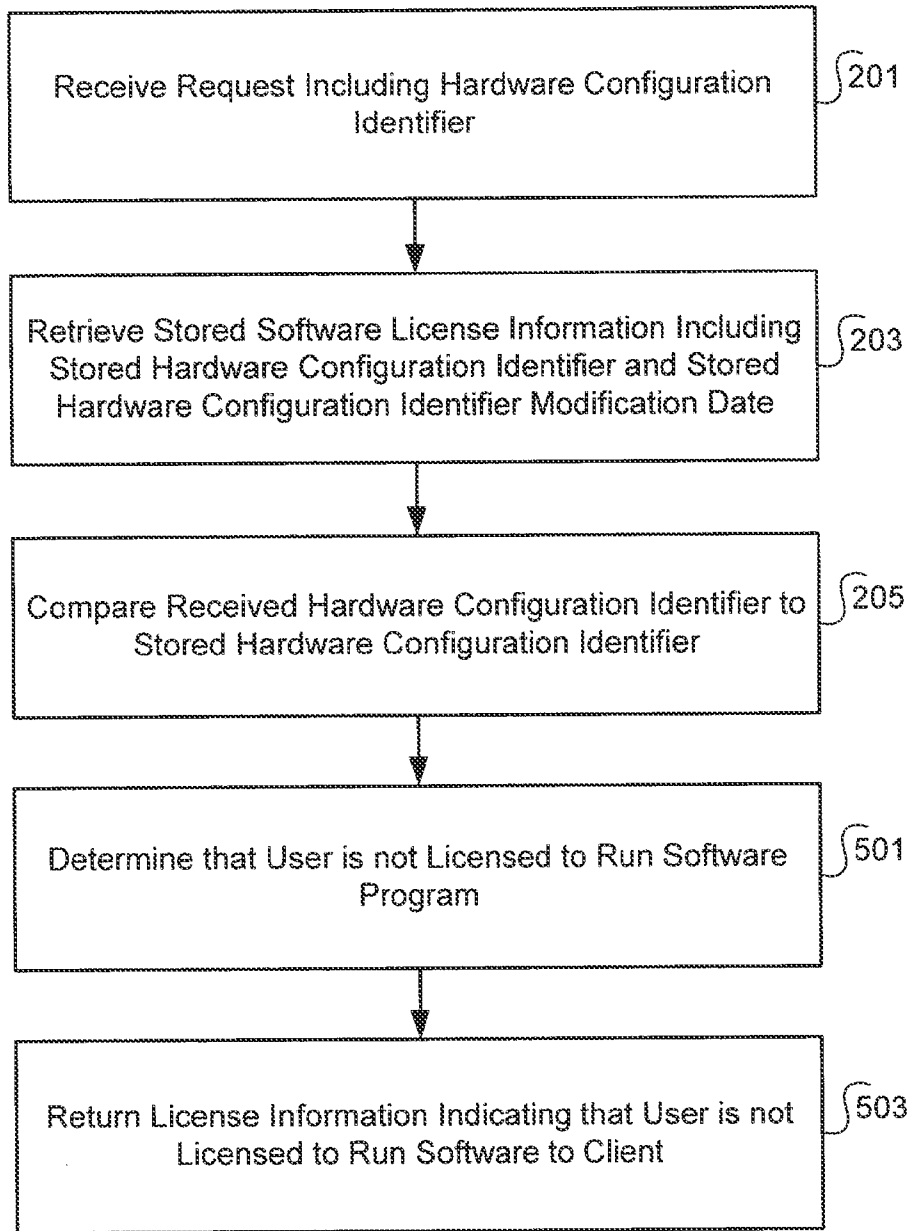 Receive Request Including Hardware Configuration
Identifier
201
Retrieve Stored Software License Information Including
Stored Hardware Configuration Identifier and Stored
Hardware Configuration Identifier Modification Date
203
Compare Received Hardware Configuration Identifier to
Stored Hardware Configuration Identifier
205
Determine that User is not Licensed to Run Software
Program
501
Return License Information Indicating that User is not
Licensed to Run Software to Client
503